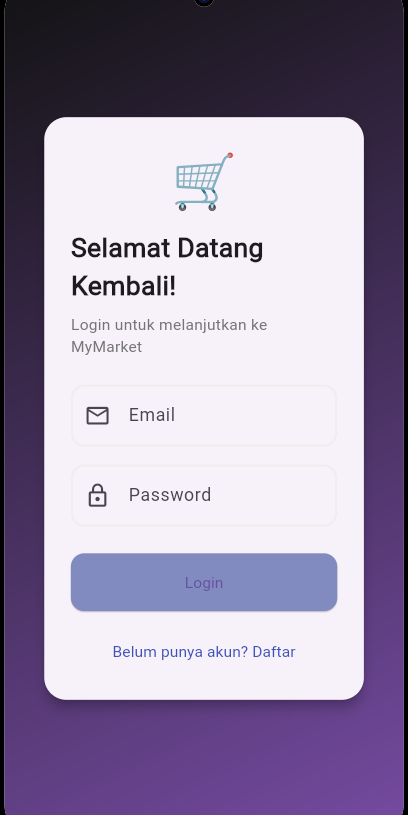 Selamat Datang
Kembali!
Login untuk melanjutkan ke
MyMarket
Email
Password
Login
Belum punya akun? Daftar